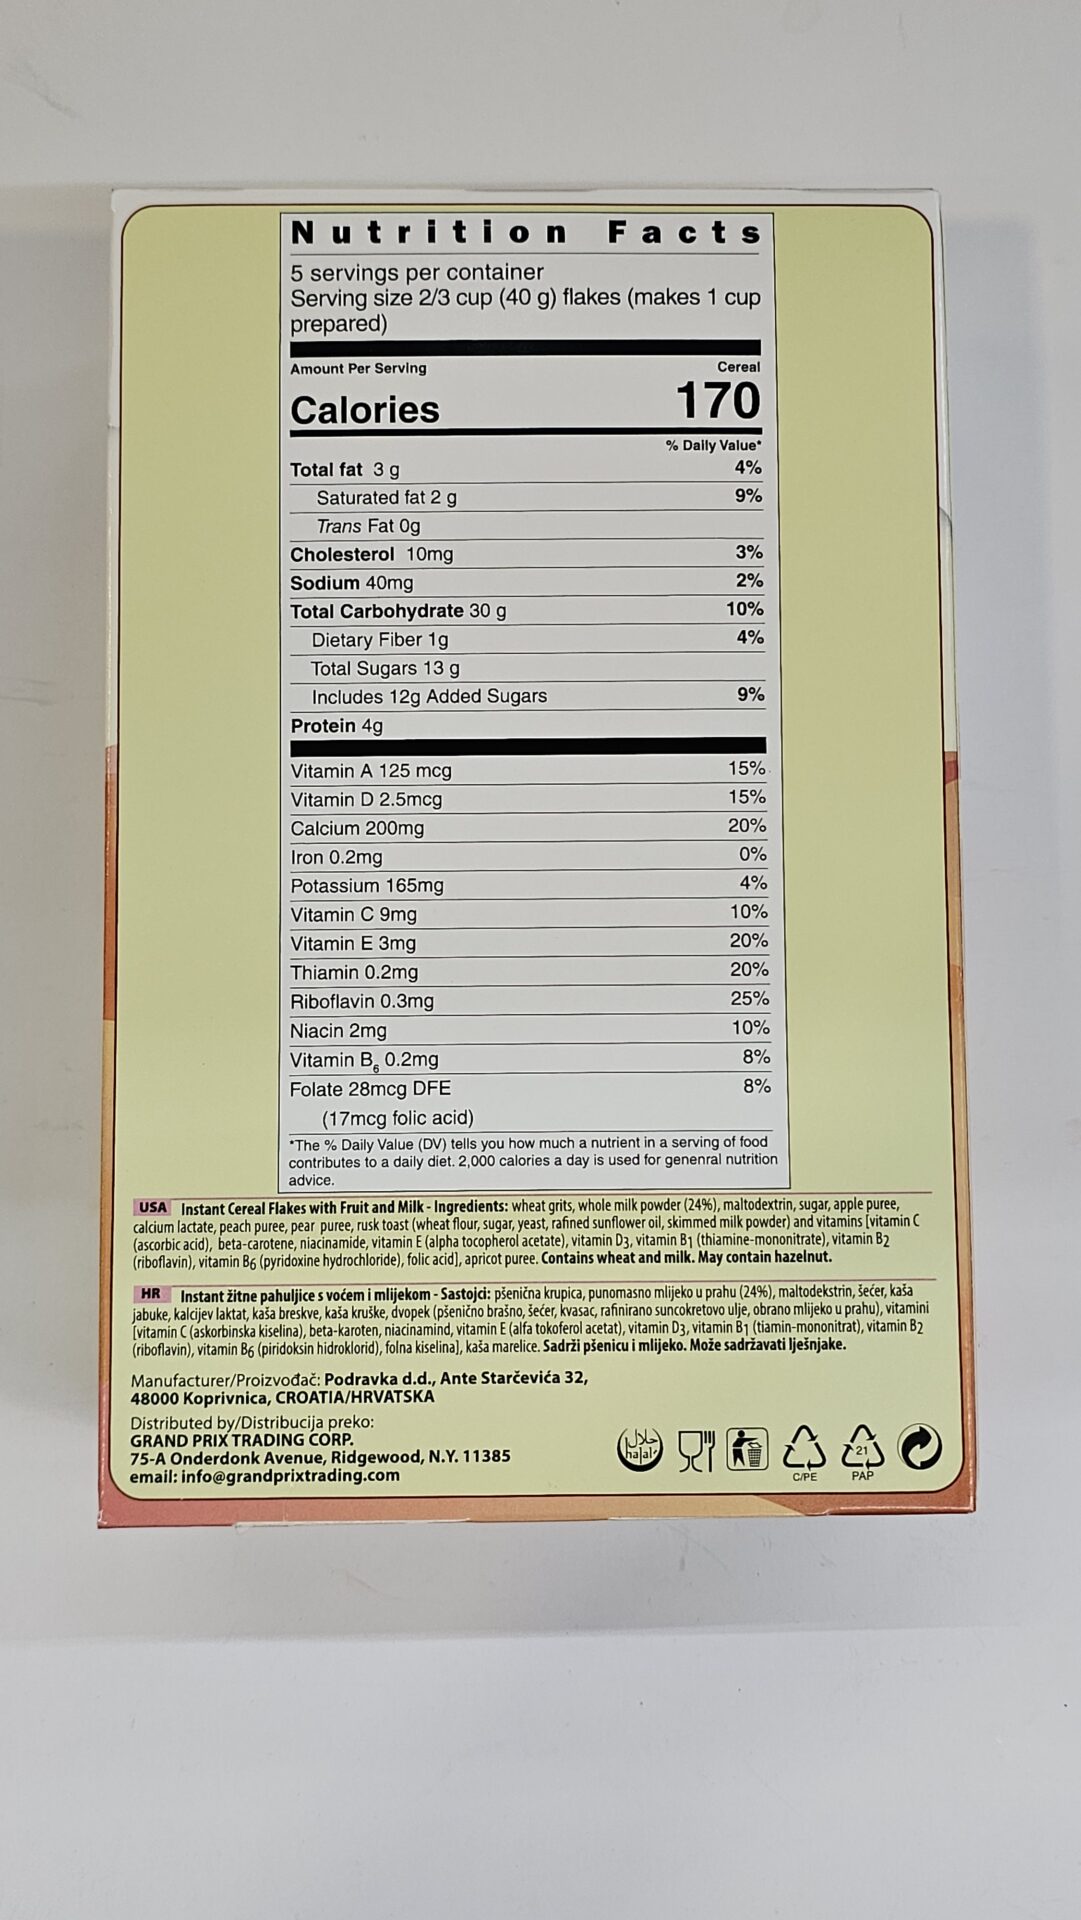 Nutrition Facts
5 servings per container
Serving size 2/3 cup (40 g) flakes (makes 1 cup
prepared)
Amount Per Serving Cereal
Calories 170
% Daily Value*
Total fat 3 g 4%
Saturated fat 2 g 9%
Trans Fat 0g
Cholesterol 10mg 3%
Sodium 40mg 2%
Total Carbohydrate 30 g 10%
Dietary Fiber 1g 4%
Total Sugars 13 g
Includes 12g Added Sugars 9%
Protein 4g
Vitamin A 125 mcg 15%
Vitamin D 2.5mcg 15%
Calcium 200mg 20%
Iron 0.2mg 0%
Potassium 165mg 4%
Vitamin C 9mg 10%
Vitamin E 3mg 20%
Thiamin 0.2mg 20%
Riboflavin 0.3mg 25%
Niacin 2mg 10%
Vitamin B6 0.2mg 8%
Folate 28mcg DFE 8%
(17mcg folic acid)
*The % Daily Value (DV) tells you how much a nutrient in a serving of food
contributes to a daily diet. 2,000 calories a day is used for genenral nutrition
advice.
USA Instant Cereal Flakes with Fruit and Milk - Ingredients: wheat grits, whole milk powder (24%), maltodextrin, sugar, apple puree,
calcium lactate, peach puree, pear puree, rusk toast (wheat flour, sugar, yeast, rafined sunflower oil, skimmed milk powder) and vitamins [vitamin C
(ascorbic acid), beta-carotene, niacinamide, vitamin E (alpha tocopherol acetate), vitamin D3, vitamin B1 (thiamine-mononitrate), vitamin B2
(riboflavin), vitamin B6 (pyridoxine hydrochloride), folic acid], apricot puree. Contains wheat and milk. May contain hazelnut.
HR Instant žitne pahuljice s voćem i mlijekom - Sastojci: pšenična krupica, punomasno mlijeko u prahu (24%), maltodekstrin, šećer, kaša
jabuke, kalcijev laktat, kaša breskve, kaša kruške, dvopek (pšenično brašno, šećer, kvasac, rafinirano suncokretovo ulje, obrano mlijeko u prahu), vitamini
[vitamin C (askorbinska kiselina), beta-karoten, niacinamind, vitamin E (alfa tokoferol acetat), vitamin D3, vitamin B1 (tiamin-mononitrat), vitamin B2
(riboflavin), vitamin B6 (piridoksin hidroklorid), folna kiselina], kaša marelice. Sadrži pšenicu i mlijeko. Može sadržavati lješnjake.
Manufacturer/Proizvođač: Podravka d.d., Ante Starčevića 32,
48000 Koprivnica, CROATIA/HRVATSKA
Distributed by/Distribucija preko:
GRAND PRIX TRADING CORP.
75-A Onderdonk Avenue, Ridgewood, N.Y. 11385
email: info@grandprixtrading.com
حلال
halal
C/PE
21
PAP